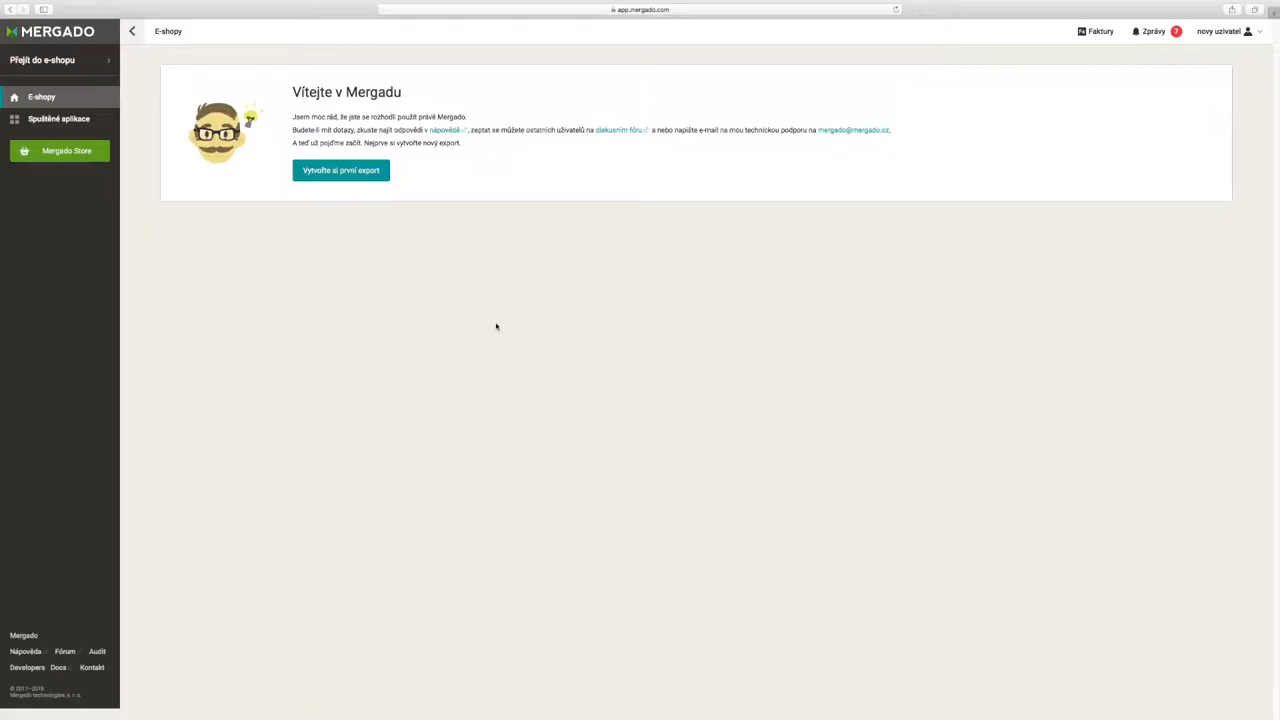 app.mergado.com
MERGADO
E-shopy
Faktury
Zprávy 7
novy uzivatel
Přejít do e-shopu
E-shopy
Spuštěné aplikace
Mergado Store
Vítejte v Mergadu
Jsem moc rád, že jste se rozhodli použít právě Mergado.
Budete-li mít dotazy, zkuste najít odpovědi v nápovědě, zeptat se můžete ostatních uživatelů na diskusním fóru a nebo napište e-mail na mou technickou podporu na mergado@mergado.cz.
A teď už pojďme začít. Nejprve si vytvořte nový export.
Vytvořte si první export
Mergado
Nápověda Fórum Audit
Developers Docs Kontakt
© 2011–2018
Mergado technologies, s. r. o.